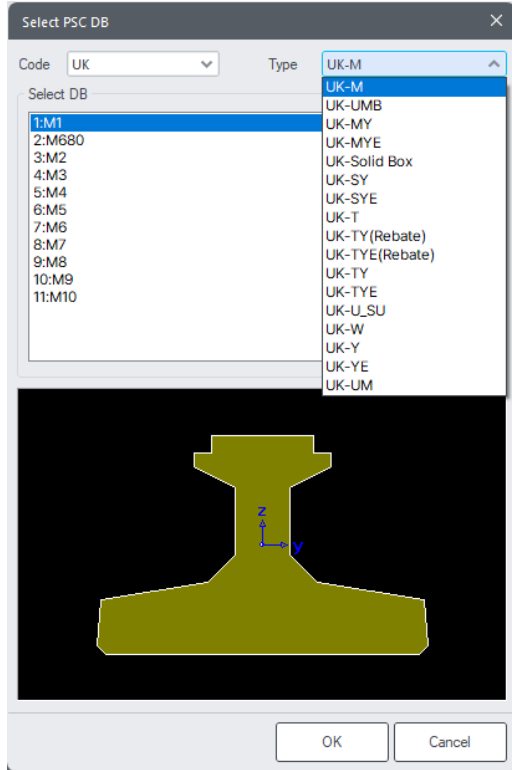 Select PSC DB
Code UK Type UK-M
Select DB
1:M1
2:M680
3:M2
4:M3
5:M4
6:M5
7:M6
8:M7
9:M8
10:M9
11:M10
UK-M
UK-UMB
UK-MY
UK-MYE
UK-Solid Box
UK-SY
UK-SYE
UK-T
UK-TY(Rebate)
UK-TYE(Rebate)
UK-TY
UK-TYE
UK-U_SU
UK-W
UK-Y
UK-YE
UK-UM
z
y
OK Cancel